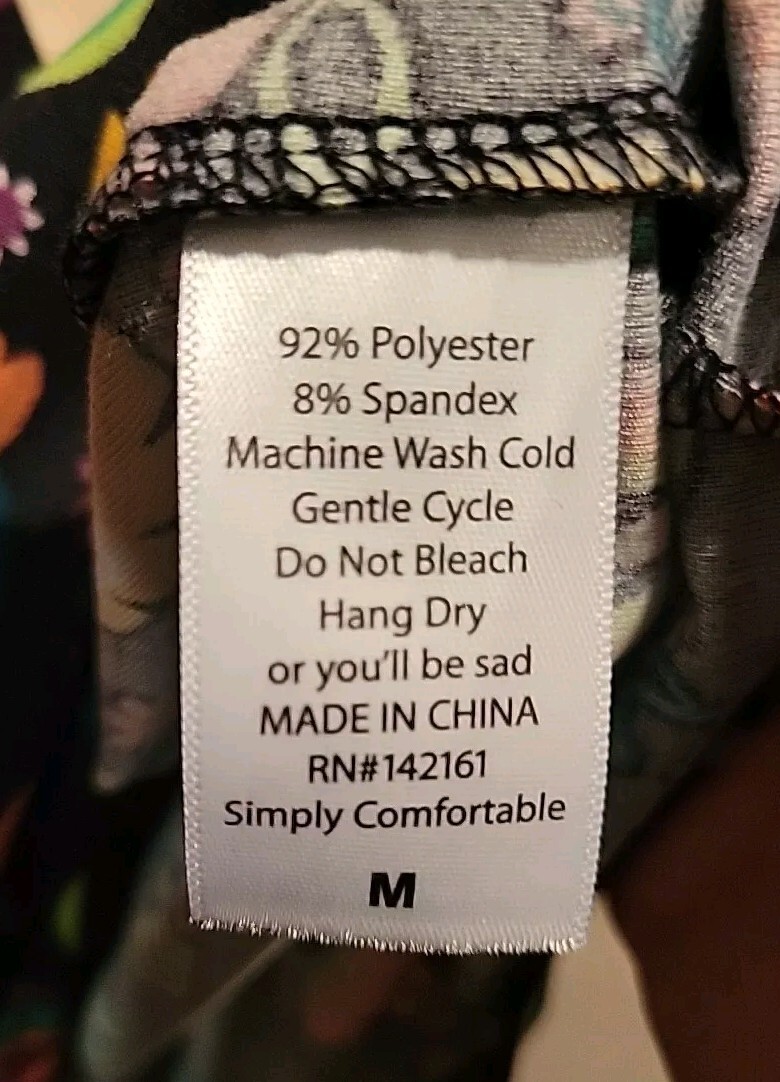 92% Polyester
8% Spandex
Machine Wash Cold
Gentle Cycle
Do Not Bleach
Hang Dry
or you'll be sad
MADE IN CHINA
RN#142161
Simply Comfortable
M